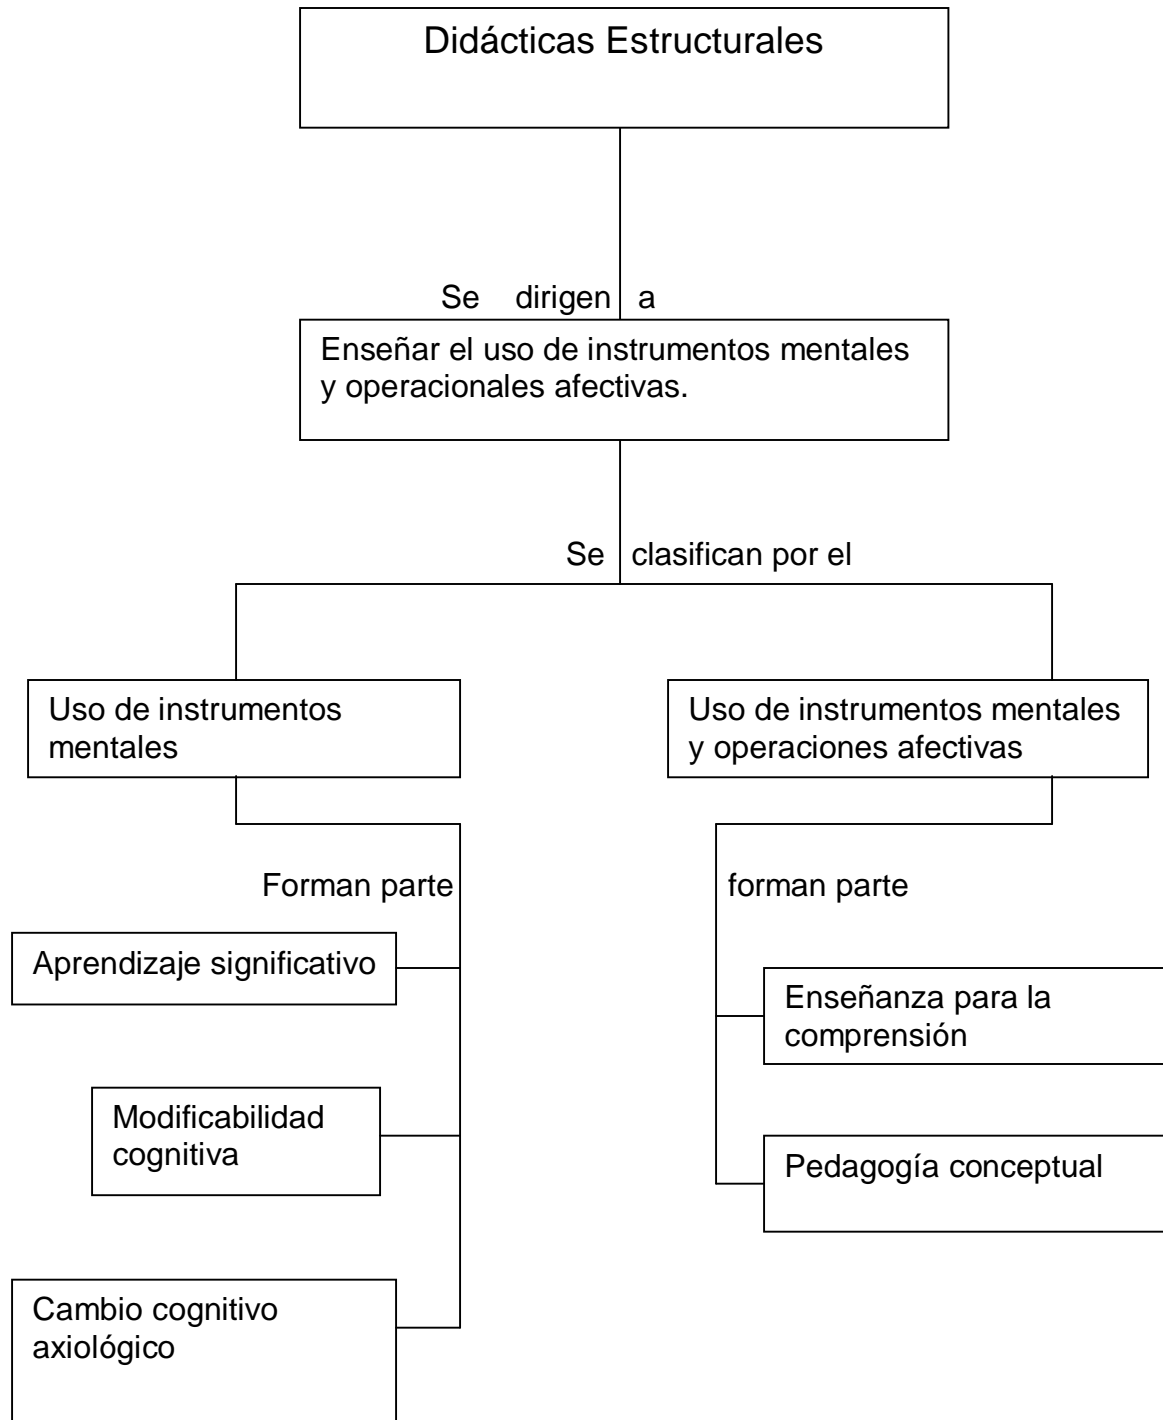 Didácticas Estructurales
Se dirigen a
Enseñar el uso de instrumentos mentales
y operacionales afectivas.
Se clasifican por el
Uso de instrumentos
mentales
Uso de instrumentos mentales
y operaciones afectivas
Forman parte
forman parte
Aprendizaje significativo
Enseñanza para la
comprensión
Modificabilidad
cognitiva
Pedagogía conceptual
Cambio cognitivo
axiológico